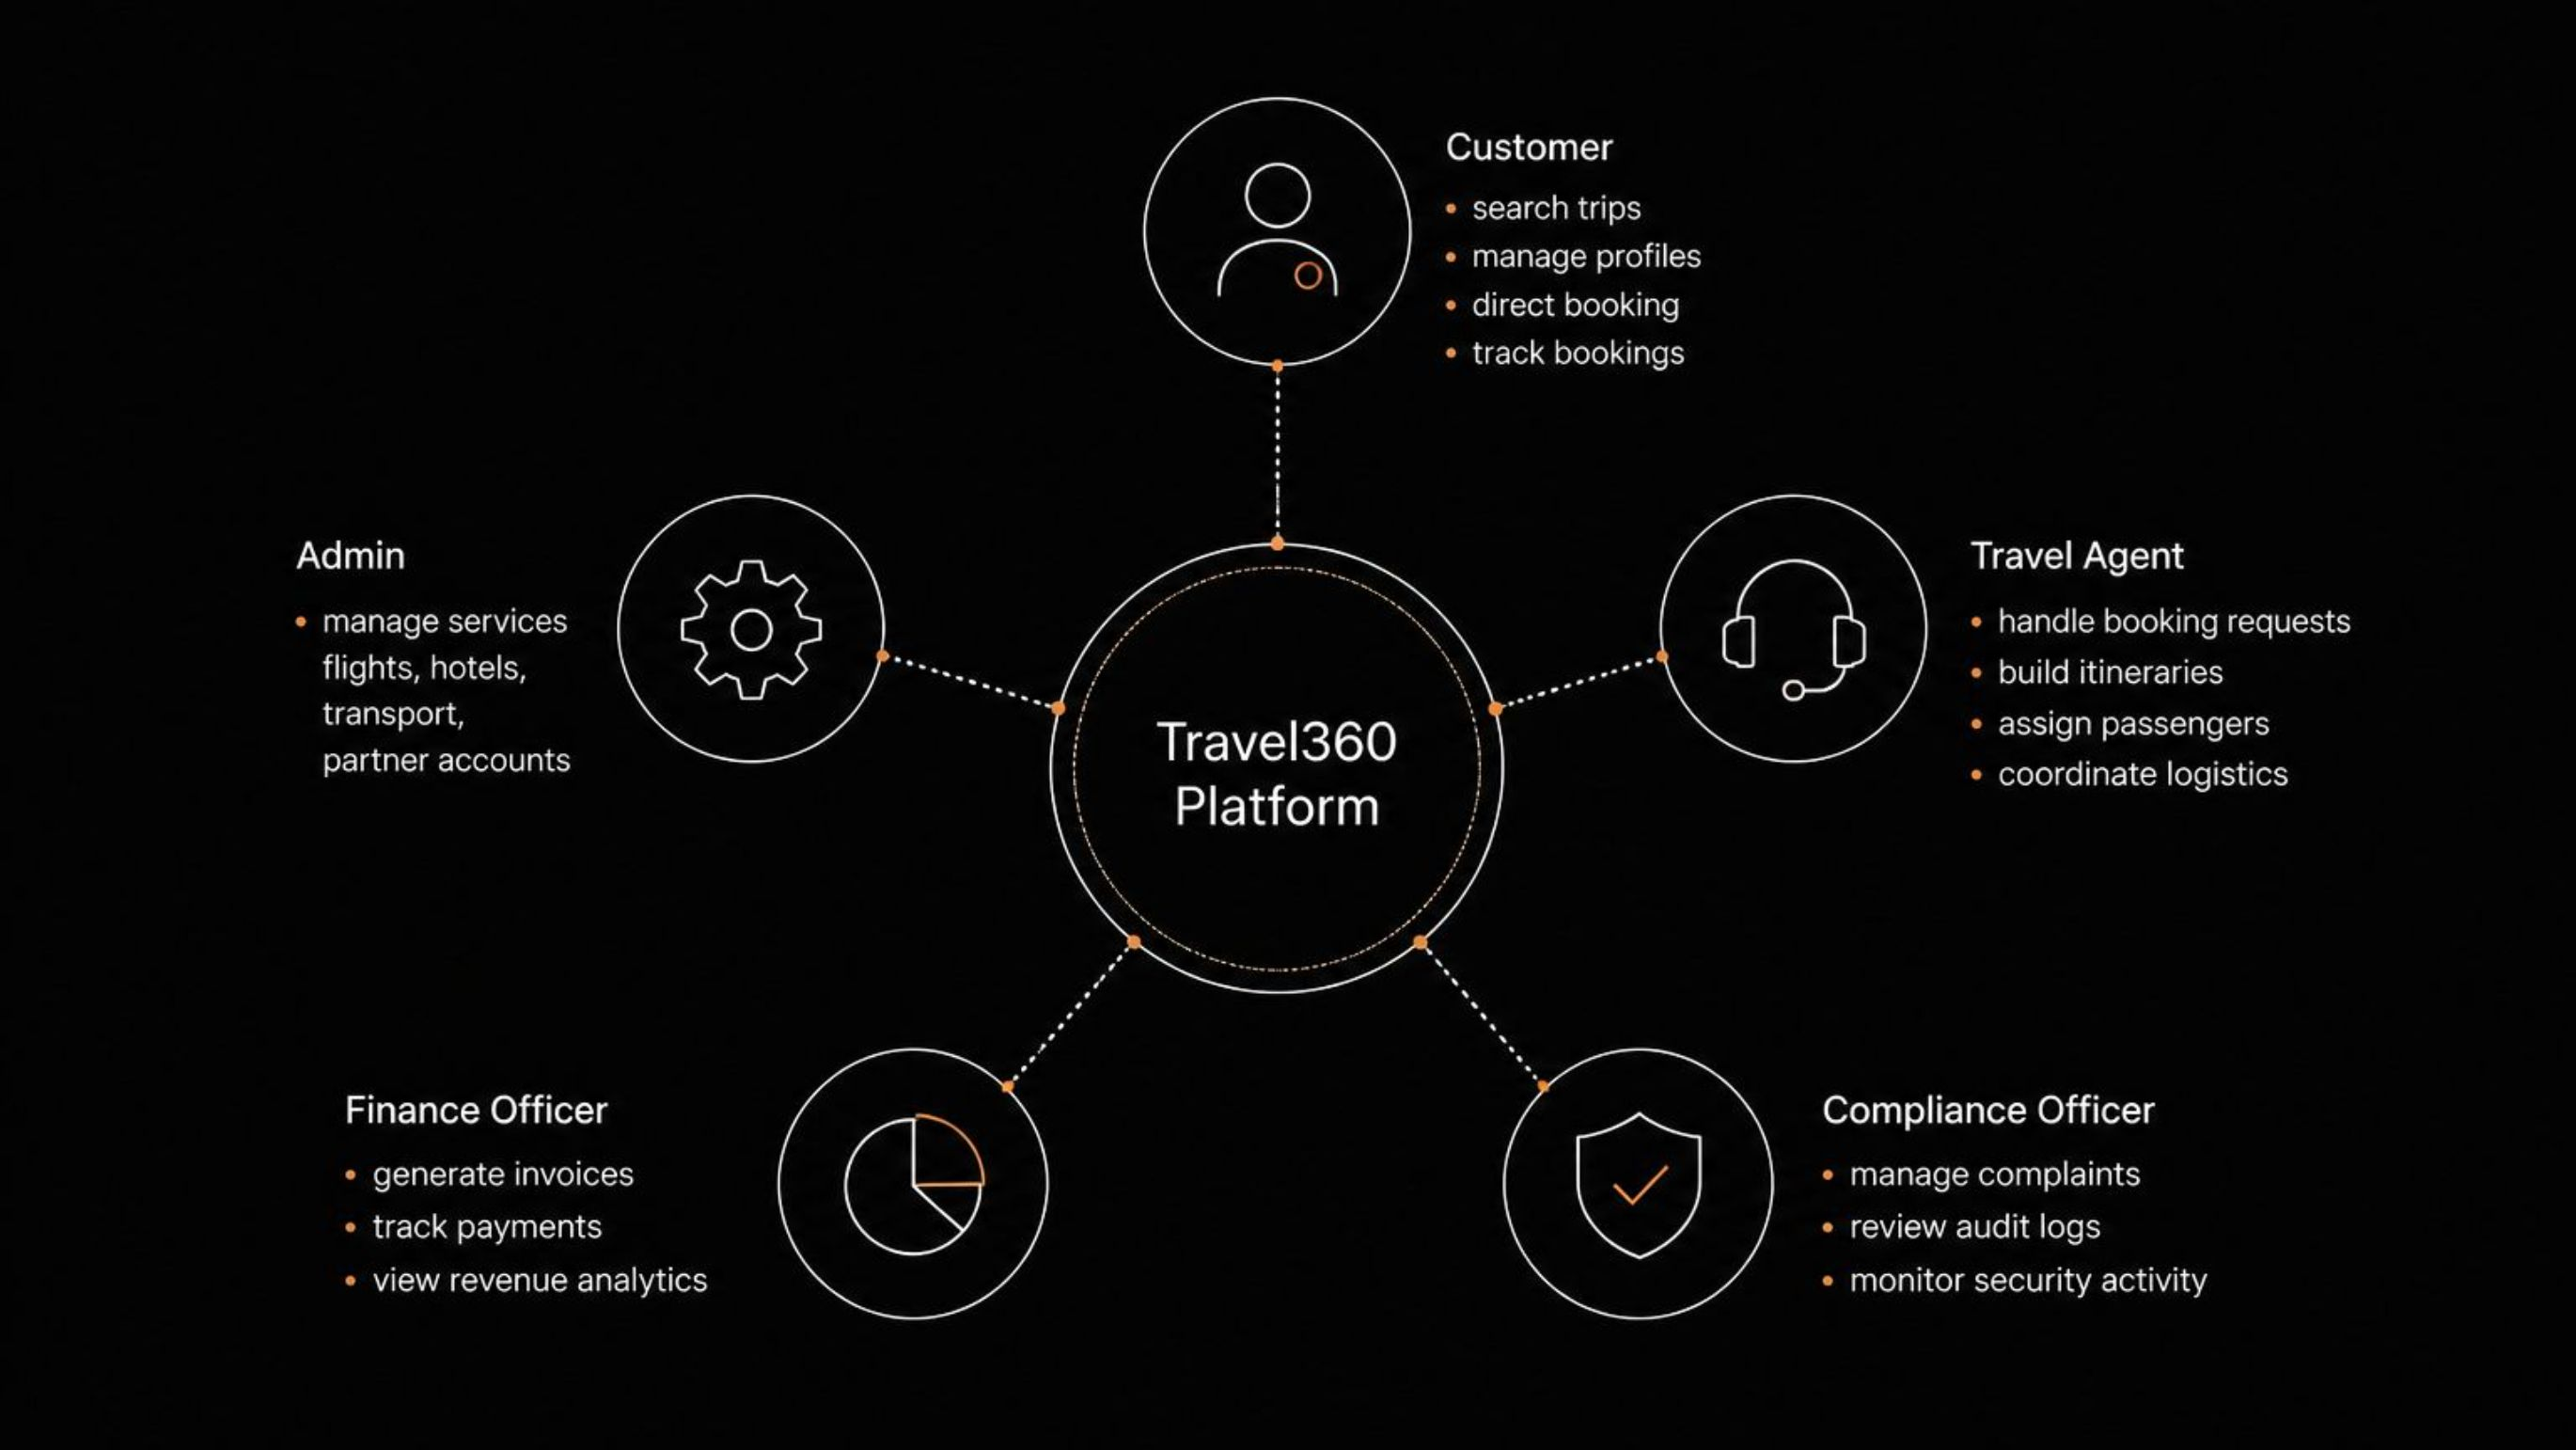 Customer
• search trips
• manage profiles
• direct booking
• track bookings
Admin
• manage services
flights, hotels,
transport,
partner accounts
Travel360
Platform
Travel Agent
• handle booking requests
• build itineraries
• assign passengers
• coordinate logistics
Finance Officer
• generate invoices
• track payments
• view revenue analytics
Compliance Officer
• manage complaints
• review audit logs
• monitor security activity